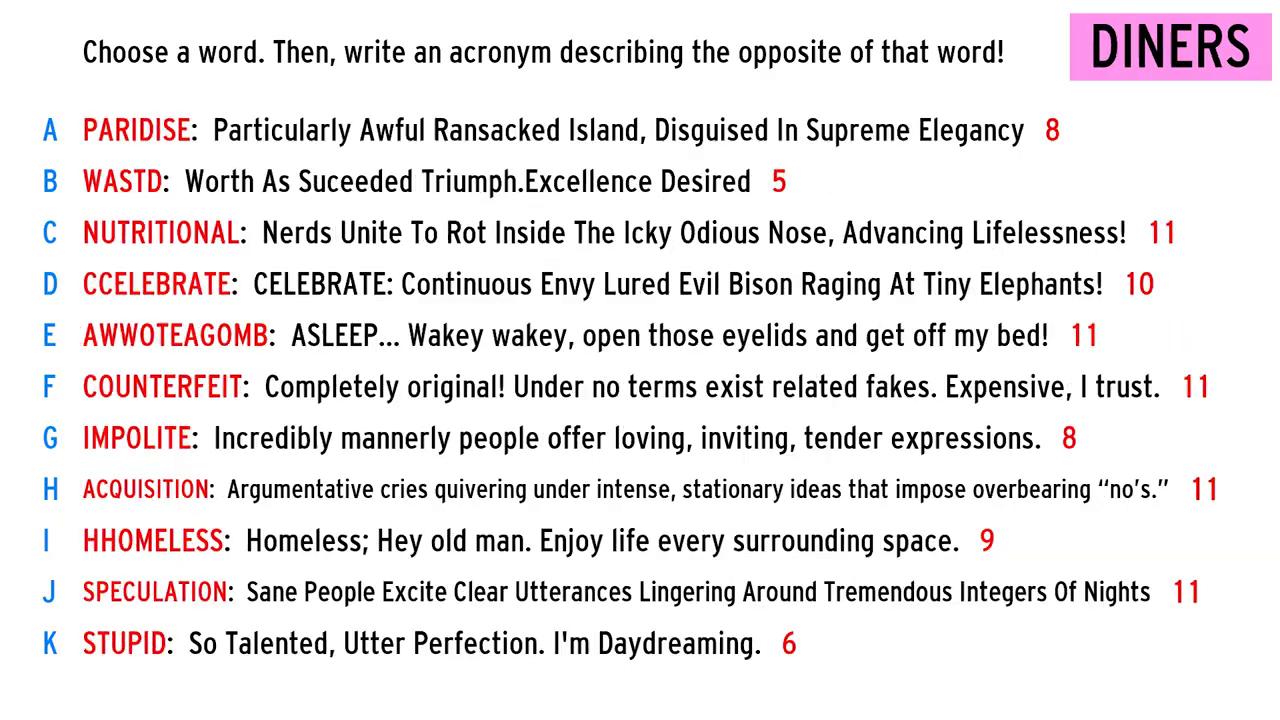 Choose a word. Then, write an acronym describing the opposite of that word!
DINERS
A PARIDISE: Particularly Awful Ransacked Island, Disguised In Supreme Elegancy 8
B WASTD: Worth As Suceeded Triumph.Excellence Desired 5
C NUTRITIONAL: Nerds Unite To Rot Inside The Icky Odious Nose, Advancing Lifelessness! 11
D CCELEBRATE: CELEBRATE: Continuous Envy Lured Evil Bison Raging At Tiny Elephants! 10
E AWWOTEAGOMB: ASLEEP... Wakey wakey, open those eyelids and get off my bed! 11
F COUNTERFEIT: Completely original! Under no terms exist related fakes. Expensive, I trust. 11
G IMPOLITE: Incredibly mannerly people offer loving, inviting, tender expressions. 8
H ACQUISITION: Argumentative cries quivering under intense, stationary ideas that impose overbearing “no’s.” 11
I HHOMELESS: Homeless; Hey old man. Enjoy life every surrounding space. 9
J SPECULATION: Sane People Excite Clear Utterances Lingering Around Tremendous Integers Of Nights 11
K STUPID: So Talented, Utter Perfection. I'm Daydreaming. 6